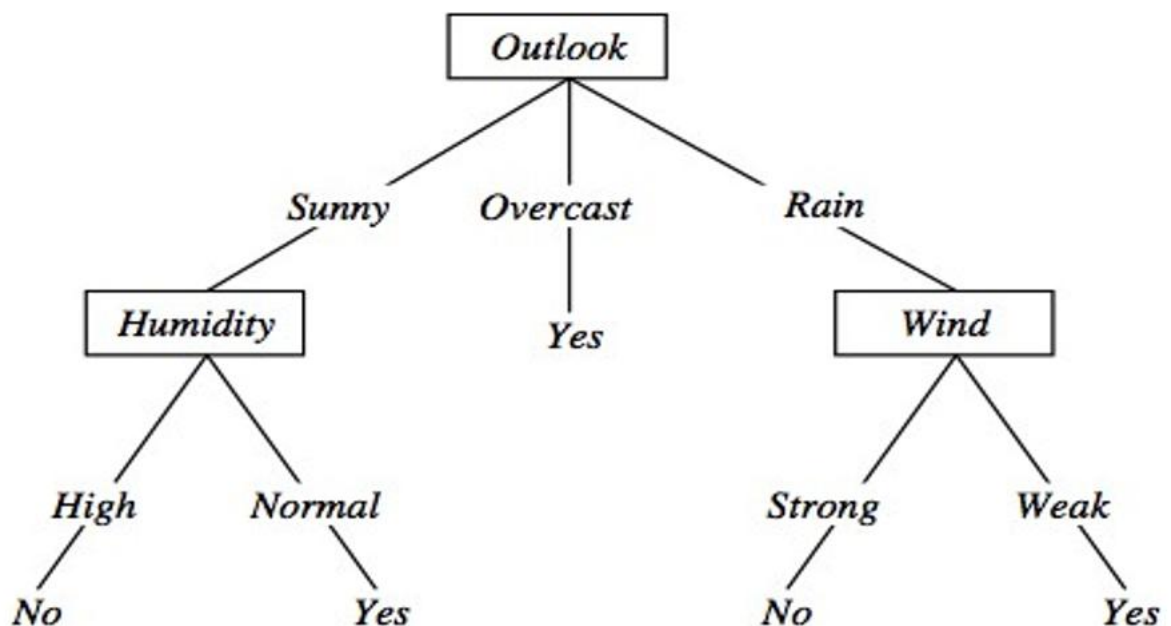 Outlook
Sunny Overcast Rain
Humidity Yes Wind
High Normal Strong Weak
No Yes No Yes